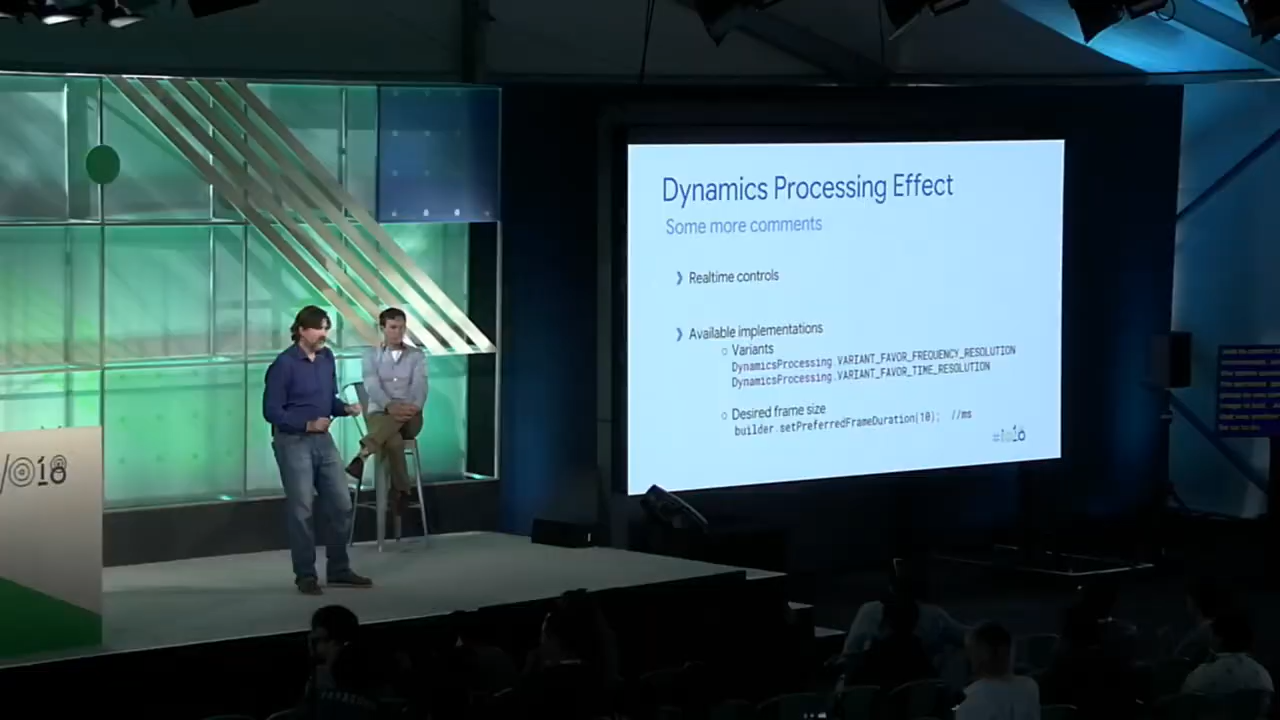 Dynamics Processing Effect
Some more comments
❯ Realtime controls
❯ Available implementations
○ Variants
DynamicsProcessing.VARIANT_FAVOR_FREQUENCY_RESOLUTION
DynamicsProcessing.VARIANT_FAVOR_TIME_RESOLUTION
○ Desired frame size
builder.setPreferredFrameDuration(10); //ms
#io18
/O18